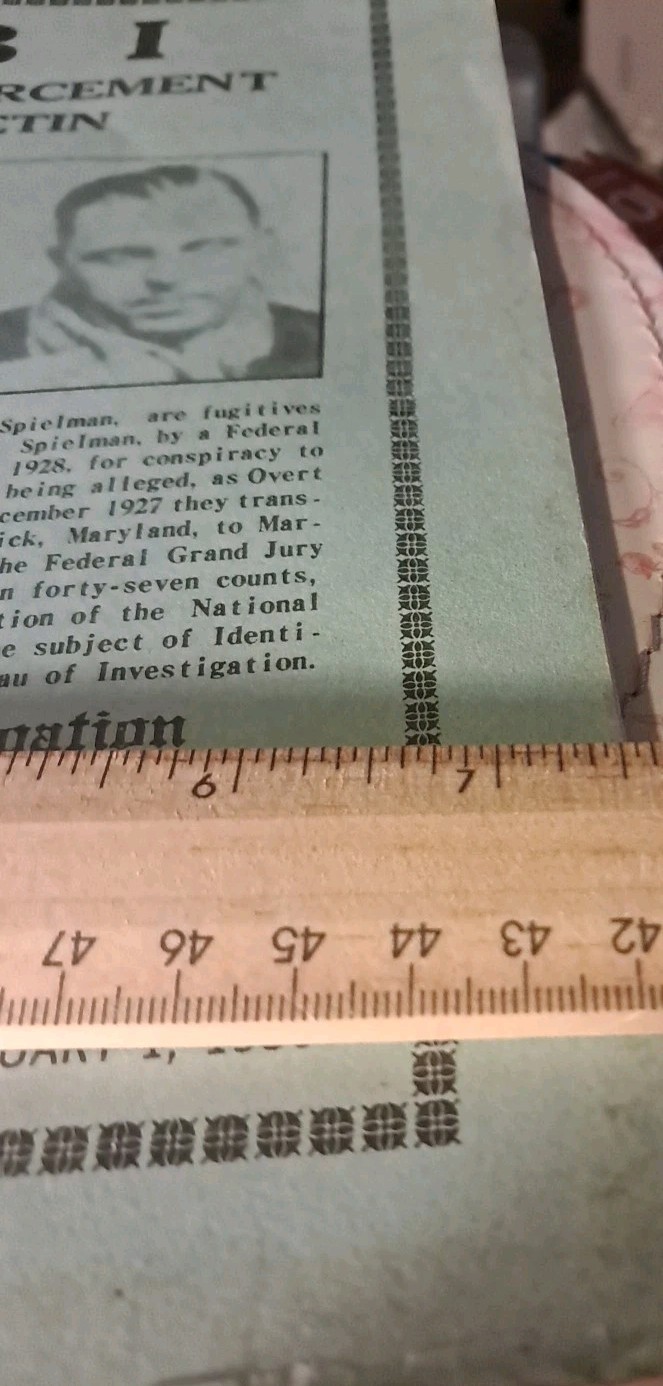 B I
RCEMENT
CTIN
Spielman, are fugitives
Spielman, by a Federal
1928, for conspiracy to
being alleged, as Overt
cember 1927 they trans-
ick, Maryland, to Mar-
he Federal Grand Jury
n forty-seven counts,
tion of the National
e subject of Identi-
au of Investigation.
gation
6 7
47 46 45 44 43 42